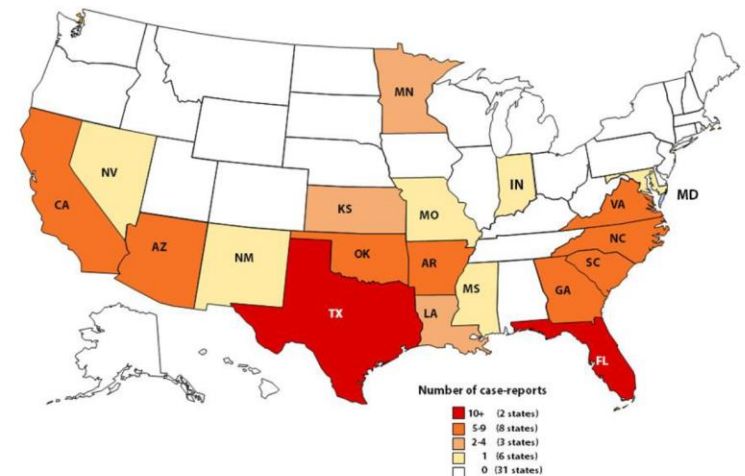 MN
NV
IN
MD
CA
KS
MO
VA
AZ
NM
OK
AR
NC
SC
MS
GA
TX
LA
FL
Number of case-reports
10+ (2 states)
5-9 (8 states)
2-4 (3 states)
1 (6 states)
0 (31 states)